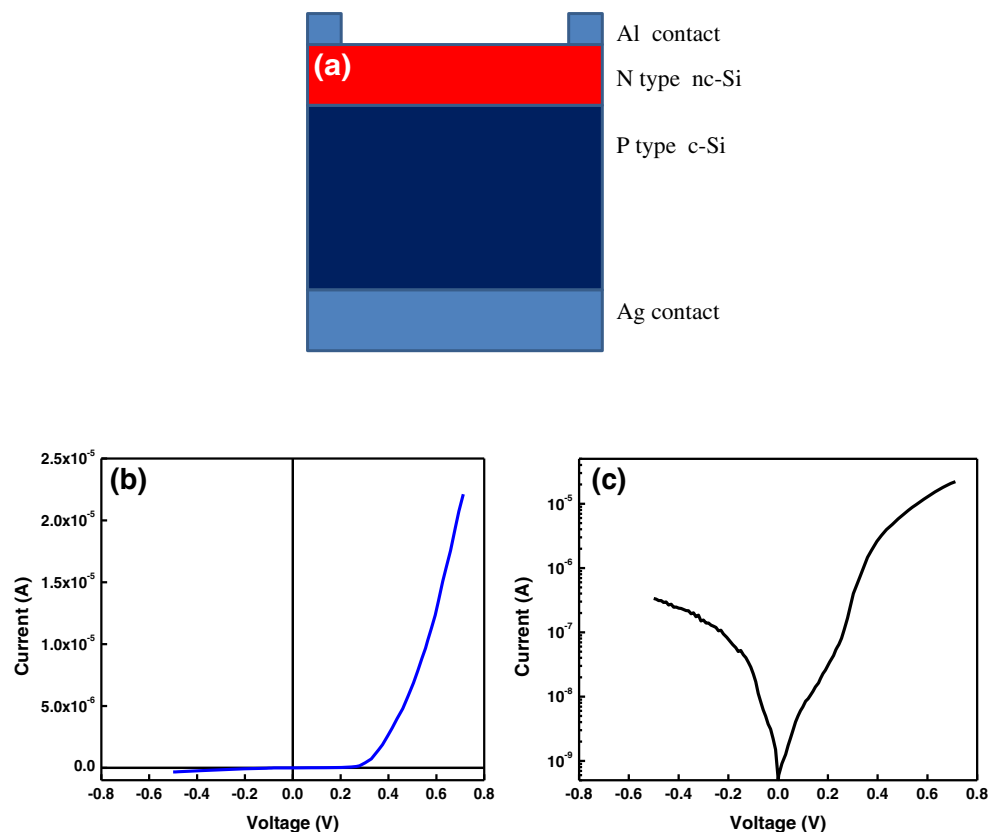 (a)
Al contact
N type nc-Si
P type c-Si
Ag contact
(b)
2.5x10⁻⁵
2.0x10⁻⁵
1.5x10⁻⁵
1.0x10⁻⁵
5.0x10⁻⁶
0.0
Current (A)
-0.8 -0.6 -0.4 -0.2 0.0 0.2 0.4 0.6 0.8
Voltage (V)
(c)
10⁻⁵
10⁻⁶
10⁻⁷
10⁻⁸
10⁻⁹
Current (A)
-0.8 -0.6 -0.4 -0.2 0.0 0.2 0.4 0.6 0.8
Voltage (V)